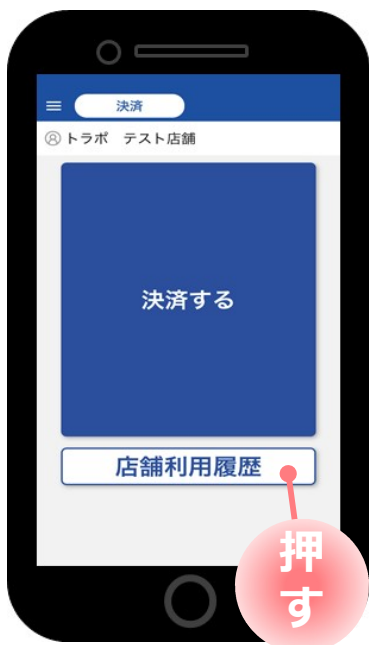 決済
トラポ　テスト店舗
決済する
店舗利用履歴
押
す